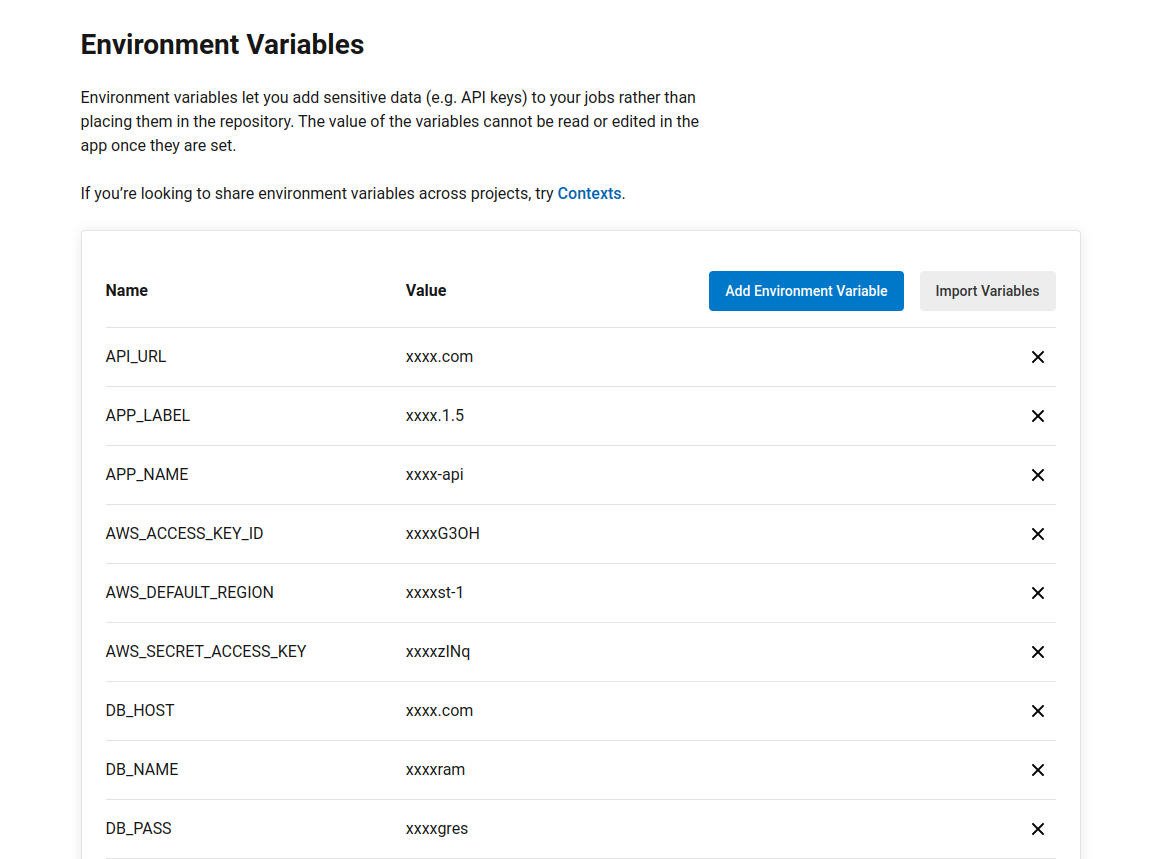 Environment Variables
Environment variables let you add sensitive data (e.g. API keys) to your jobs rather than
placing them in the repository. The value of the variables cannot be read or edited in the
app once they are set.
If you’re looking to share environment variables across projects, try Contexts.
Name Value Add Environment Variable Import Variables
API_URL xxxx.com
APP_LABEL xxxx.1.5
APP_NAME xxxx-api
AWS_ACCESS_KEY_ID xxxxG3OH
AWS_DEFAULT_REGION xxxxst-1
AWS_SECRET_ACCESS_KEY xxxxzINq
DB_HOST xxxx.com
DB_NAME xxxxram
DB_PASS xxxxgres